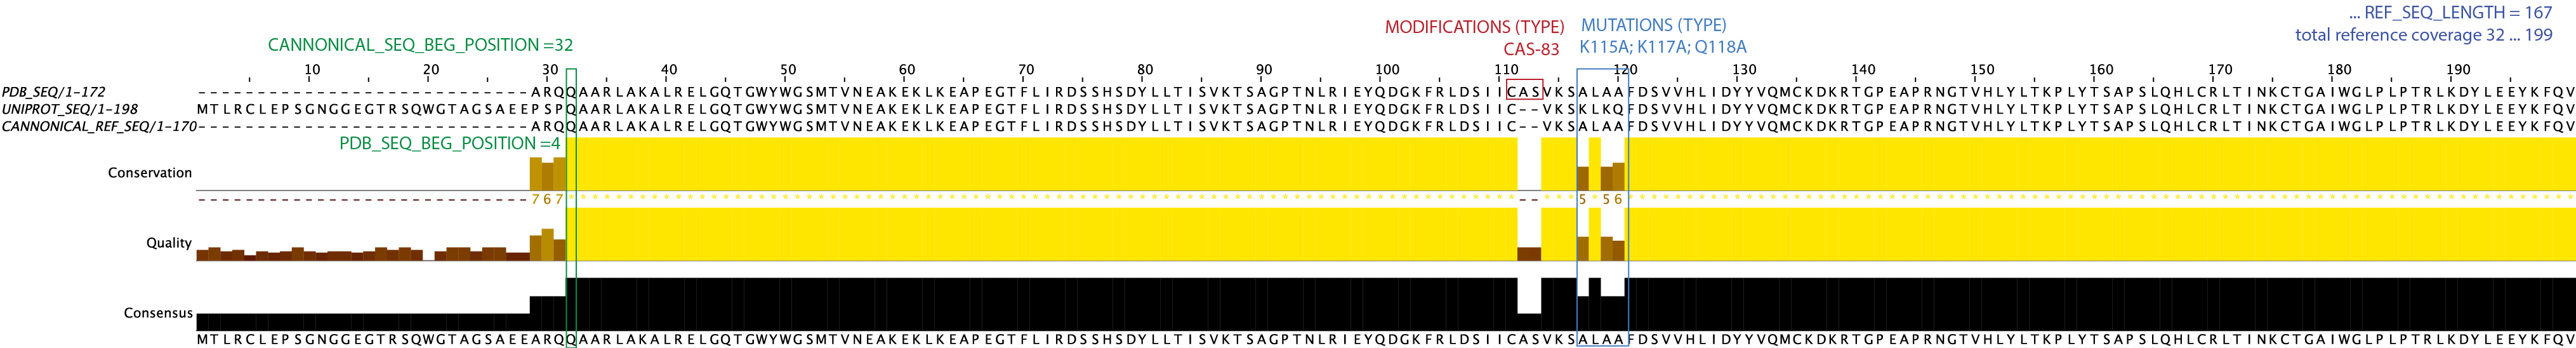 ... REF_SEQ_LENGTH = 167
total reference coverage 32 ... 199
MODIFICATIONS (TYPE)
CAS-83
MUTATIONS (TYPE)
K115A; K117A; Q118A
CANNONICAL_SEQ_BEG_POSITION =32
10 20 30 40 50 60 70 80 90 100 110 120 130 140 150 160 170 180 190
PDB_SEQ/1-172 ----------------------------ARQQAARLAKALRELGQTGWYWGSMTVNEAKEKLKEAPEGTFLIRDSSHSDYLLTISVKTSAGPTNLRIEYQDGKFRLDSIICASVKSALAAFDSVVHLIDYYVQMCKDKRTGPEAPRNGTVHLYLTKPLYTSAPSLQHLCRLTINKCTGAIWGLPLPTRLKDYLEEYKFQV
UNIPROT_SEQ/1-198 MTLRCLEPSGNGGEGTRSQWGTAGSAEEPSPQAARLAKALRELGQTGWYWGSMTVNEAKEKLKEAPEGTFLIRDSSHSDYLLTISVKTSAGPTNLRIEYQDGKFRLDSIIC--VKSKLKQFDSVVHLIDYYVQMCKDKRTGPEAPRNGTVHLYLTKPLYTSAPSLQHLCRLTINKCTGAIWGLPLPTRLKDYLEEYKFQV
CANNONICAL_REF_SEQ/1-170 ----------------------------ARQQAARLAKALRELGQTGWYWGSMTVNEAKEKLKEAPEGTFLIRDSSHSDYLLTISVKTSAGPTNLRIEYQDGKFRLDSIIC--VKSALAAFDSVVHLIDYYVQMCKDKRTGPEAPRNGTVHLYLTKPLYTSAPSLQHLCRLTINKCTGAIWGLPLPTRLKDYLEEYKFQV
PDB_SEQ_BEG_POSITION =4
Conservation
----------------------------767********************************************************************************--***5*56*******************************************************************************
Quality
Consensus
MTLRCLEPSGNGGEGTRSQWGTAGSAEEARQQAARLAKALRELGQTGWYWGSMTVNEAKEKLKEAPEGTFLIRDSSHSDYLLTISVKTSAGPTNLRIEYQDGKFRLDSIICASVKSALAAFDSVVHLIDYYVQMCKDKRTGPEAPRNGTVHLYLTKPLYTSAPSLQHLCRLTINKCTGAIWGLPLPTRLKDYLEEYKFQV